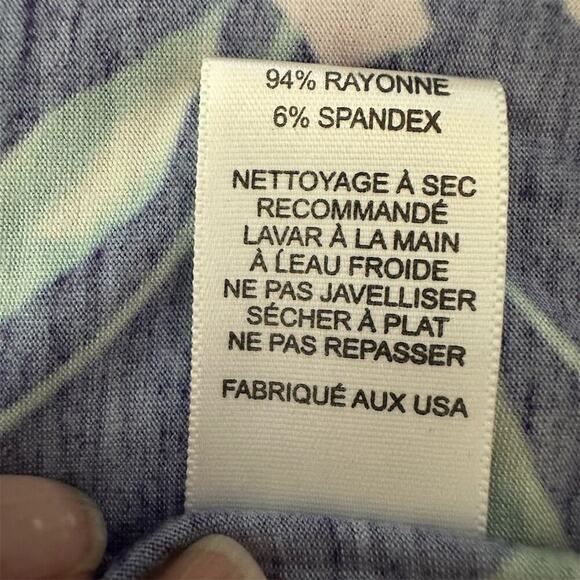 94% RAYONNE
6% SPANDEX
NETTOYAGE À SEC
RECOMMANDÉ
LAVAR À LA MAIN
À L'EAU FROIDE
NE PAS JAVELLISER
SÉCHER À PLAT
NE PAS REPASSER
FABRIQUÉ AUX USA